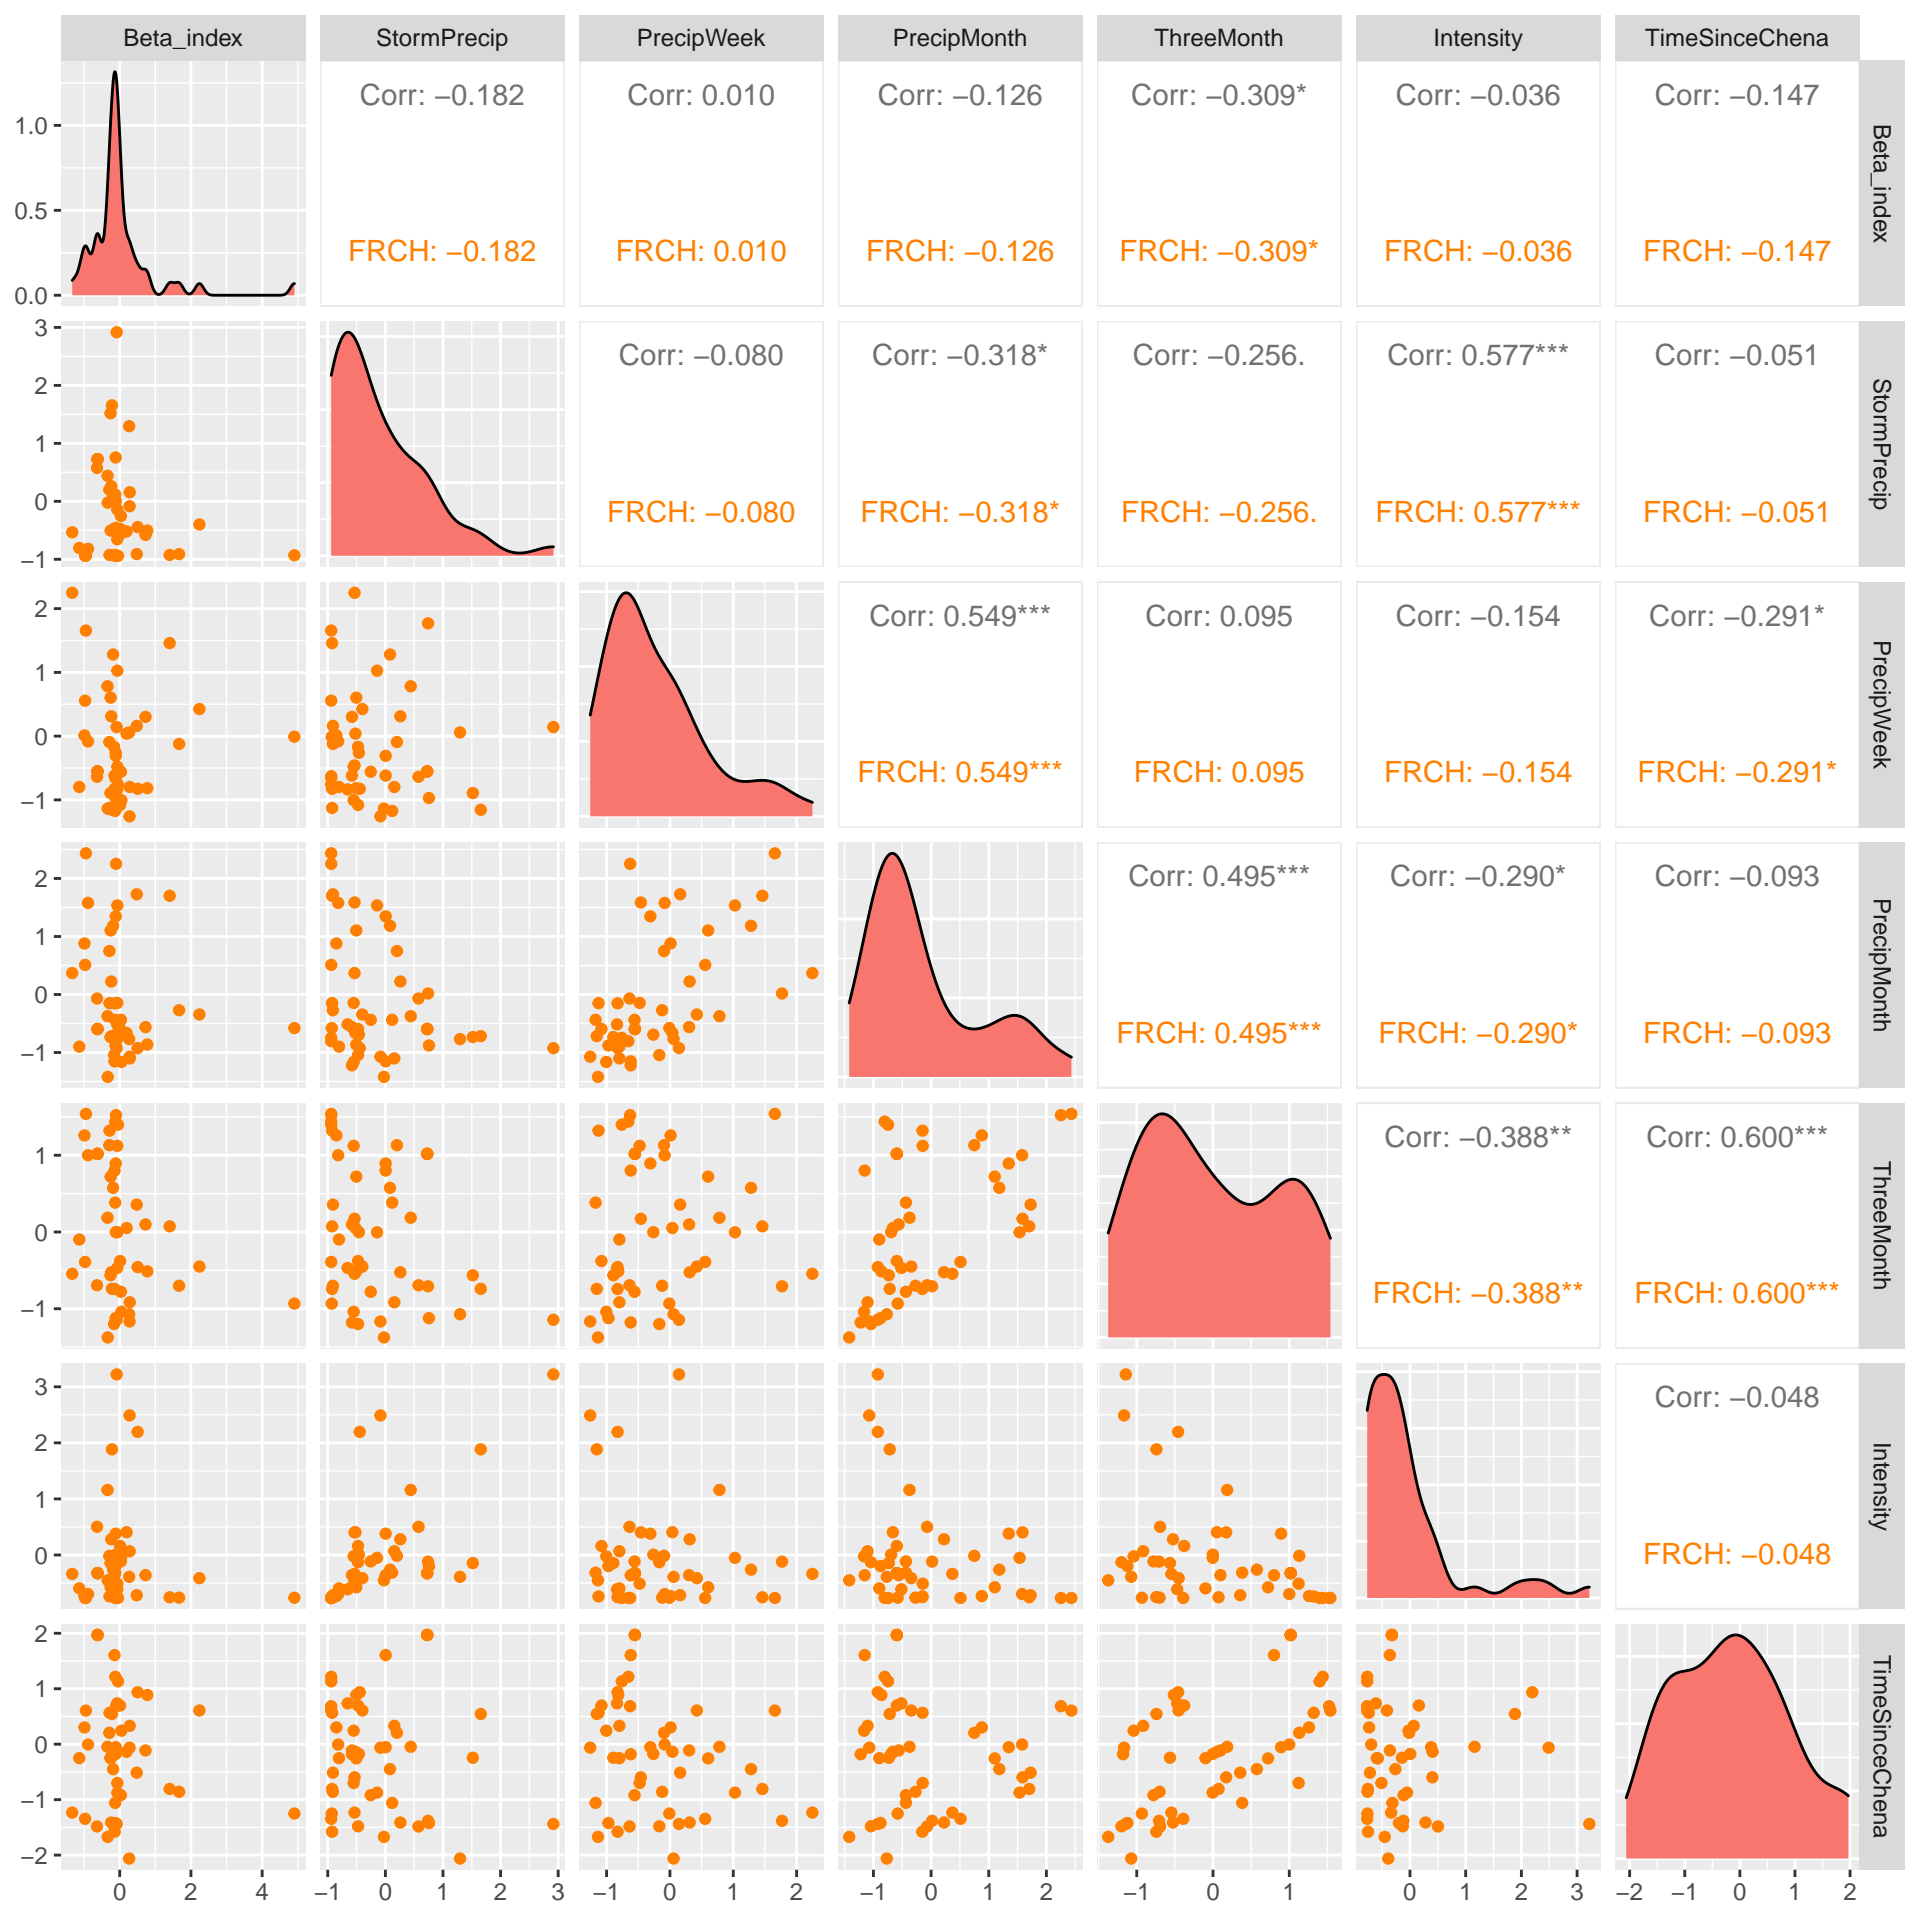 Beta_index StormPrecip PrecipWeek PrecipMonth ThreeMonth Intensity TimeSinceChena
Corr: −0.182 Corr: 0.010 Corr: −0.126 Corr: −0.309* Corr: −0.036 Corr: −0.147
1.0
0.5
0.0
FRCH: −0.182 FRCH: 0.010 FRCH: −0.126 FRCH: −0.309* FRCH: −0.036 FRCH: −0.147
Beta_index
3
2
1
0
−1
Corr: −0.080 Corr: −0.318* Corr: −0.256. Corr: 0.577*** Corr: −0.051
FRCH: −0.080 FRCH: −0.318* FRCH: −0.256. FRCH: 0.577*** FRCH: −0.051
StormPrecip
2
1
0
−1
Corr: 0.549*** Corr: 0.095 Corr: −0.154 Corr: −0.291*
FRCH: 0.549*** FRCH: 0.095 FRCH: −0.154 FRCH: −0.291*
PrecipWeek
2
1
0
−1
Corr: 0.495*** Corr: −0.290* Corr: −0.093
FRCH: 0.495*** FRCH: −0.290* FRCH: −0.093
PrecipMonth
1
0
−1
Corr: −0.388** Corr: 0.600***
FRCH: −0.388** FRCH: 0.600***
ThreeMonth
3
2
1
0
Corr: −0.048
FRCH: −0.048
Intensity
2
1
0
−1
−2
TimeSinceChena
0 2 4 −1 0 1 2 3 −1 0 1 2 −1 0 1 2 −1 0 1 0 1 2 3 −2 −1 0 1 2